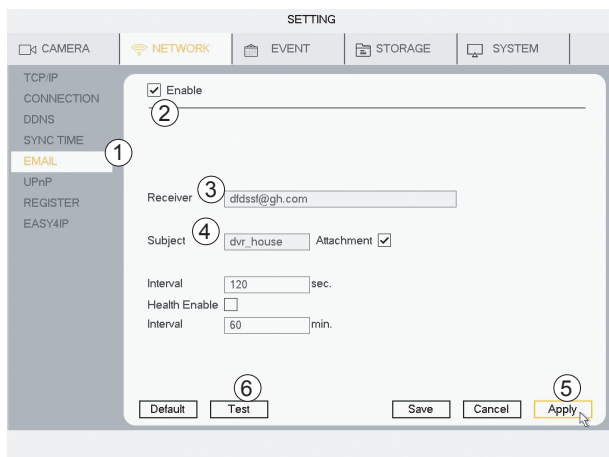 SETTING
CAMERA NETWORK EVENT STORAGE SYSTEM
TCP/IP
CONNECTION
DDNS
SYNC TIME
EMAIL
UPnP
REGISTER
EASY4IP
1
Enable
2
Receiver 3 dfdssf@gh.com
Subject 4 dvr_house Attachment
Interval 120 sec.
Health Enable
Interval 60 min.
6 5
Default Test Save Cancel Apply